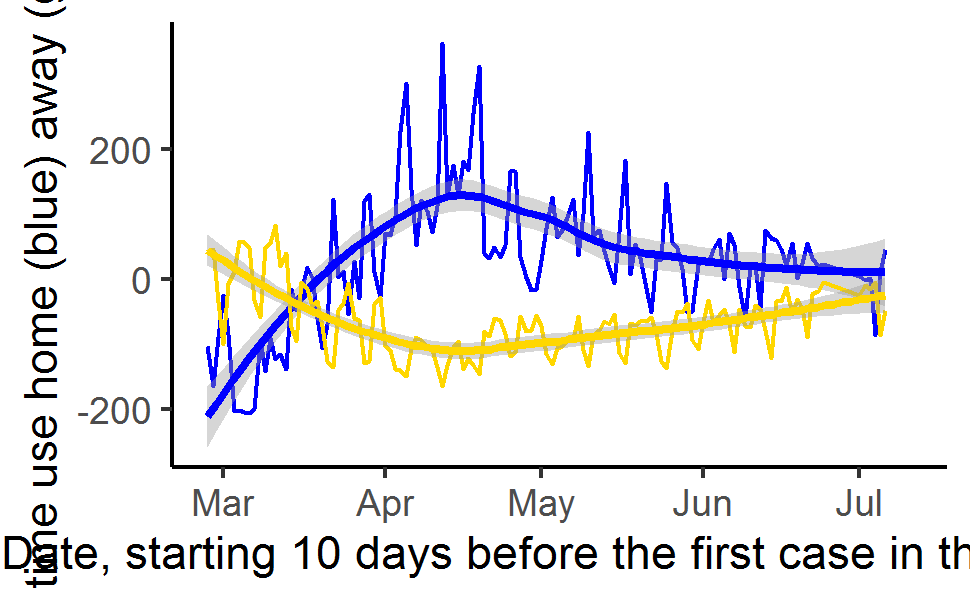 time use home (blue) away (
200
0
-200
Mar Apr May Jun Jul
Date, starting 10 days before the first case in th